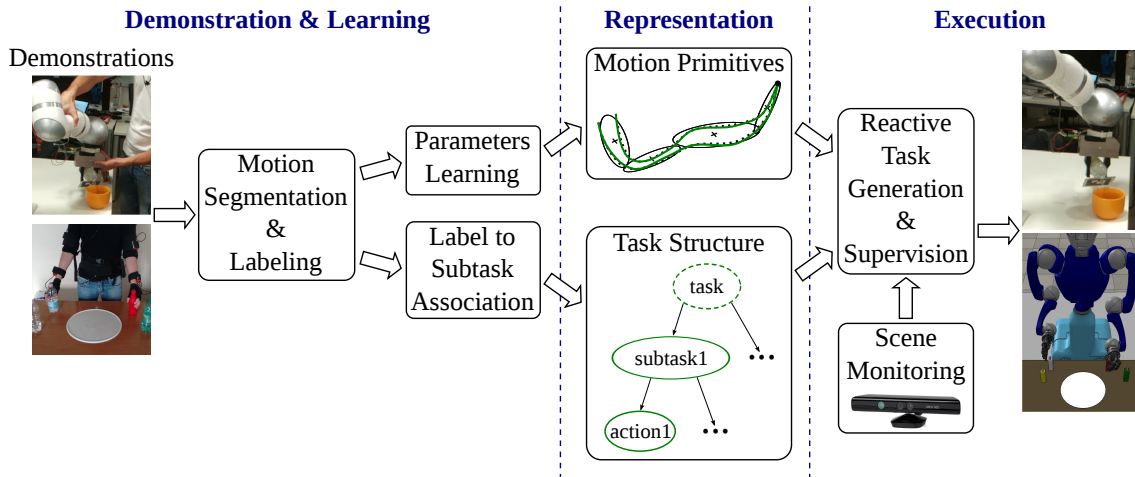 Demonstration & Learning
Representation
Execution
Demonstrations
Motion
Segmentation
&
Labeling
Parameters
Learning
Label to
Subtask
Association
Motion Primitives
Task Structure
task
subtask1
•••
action1
•••
Reactive
Task
Generation
&
Supervision
Scene
Monitoring